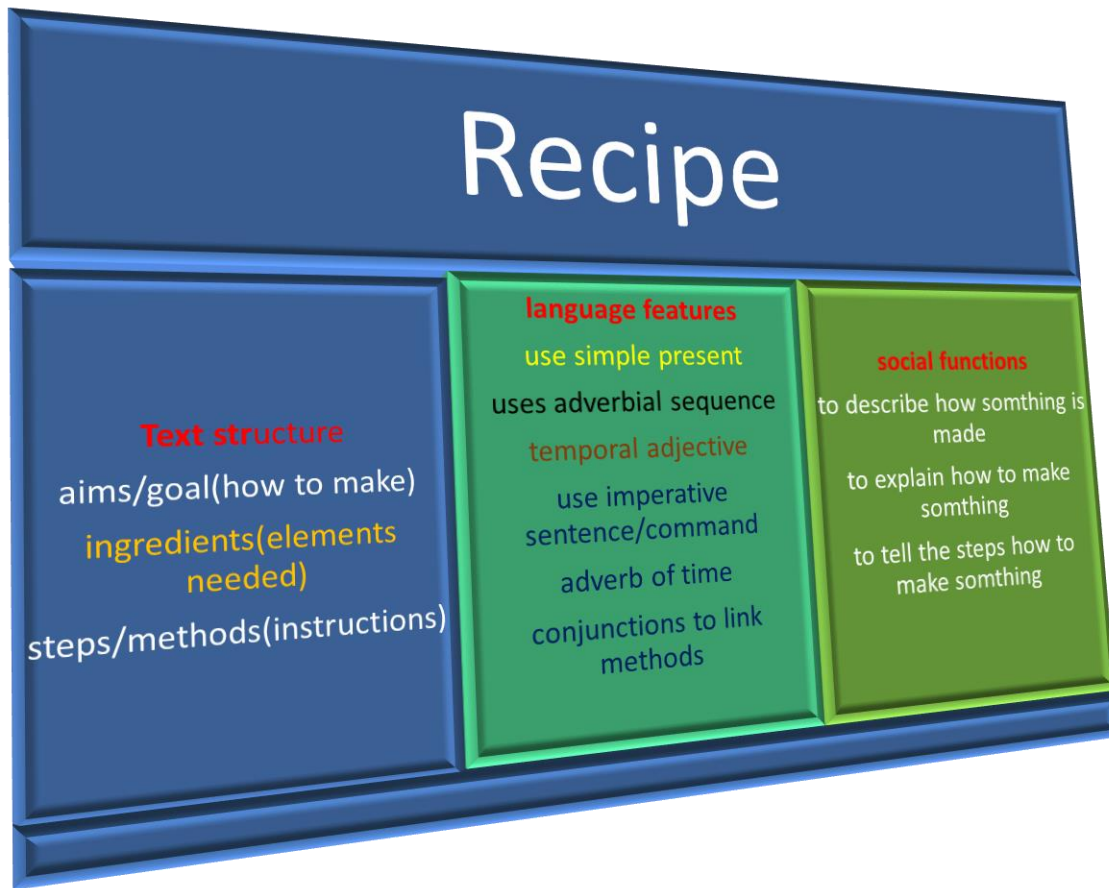 Recipe
Text structure
aims/goal(how to make)
ingredients(elements
needed)
steps/methods(instructions)
language features
use simple present
uses adverbial sequence
temporal adjective
use imperative
sentence/command
adverb of time
conjunctions to link
methods
social functions
to describe how somthing is
made
to explain how to make
somthing
to tell the steps how to
make somthing